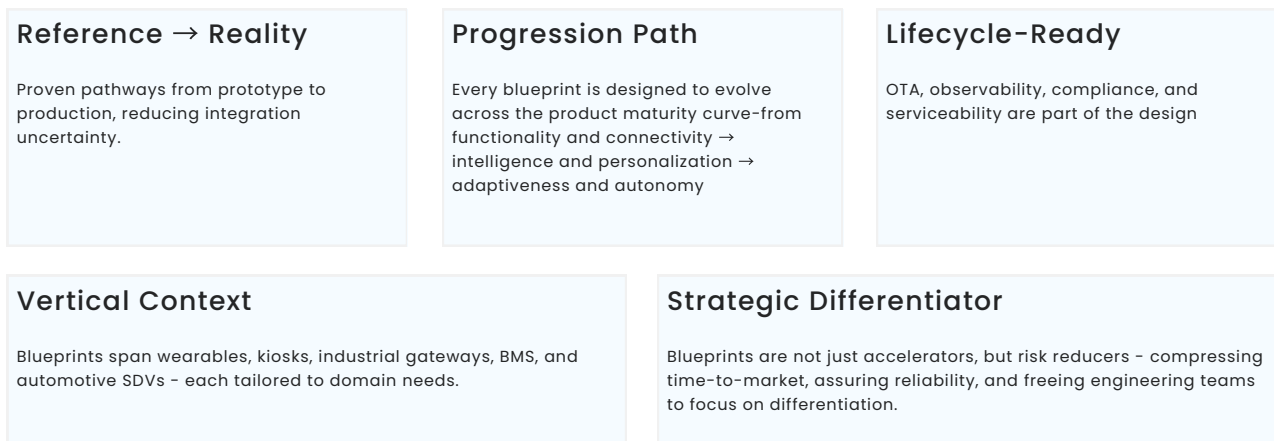 Reference → Reality
Proven pathways from prototype to
production, reducing integration
uncertainty.
Progression Path
Every blueprint is designed to evolve
across the product maturity curve-from
functionality and connectivity →
intelligence and personalization →
adaptiveness and autonomy
Lifecycle-Ready
OTA, observability, compliance, and
serviceability are part of the design
Vertical Context
Blueprints span wearables, kiosks, industrial gateways, BMS, and
automotive SDVs - each tailored to domain needs.
Strategic Differentiator
Blueprints are not just accelerators, but risk reducers - compressing
time-to-market, assuring reliability, and freeing engineering teams
to focus on differentiation.